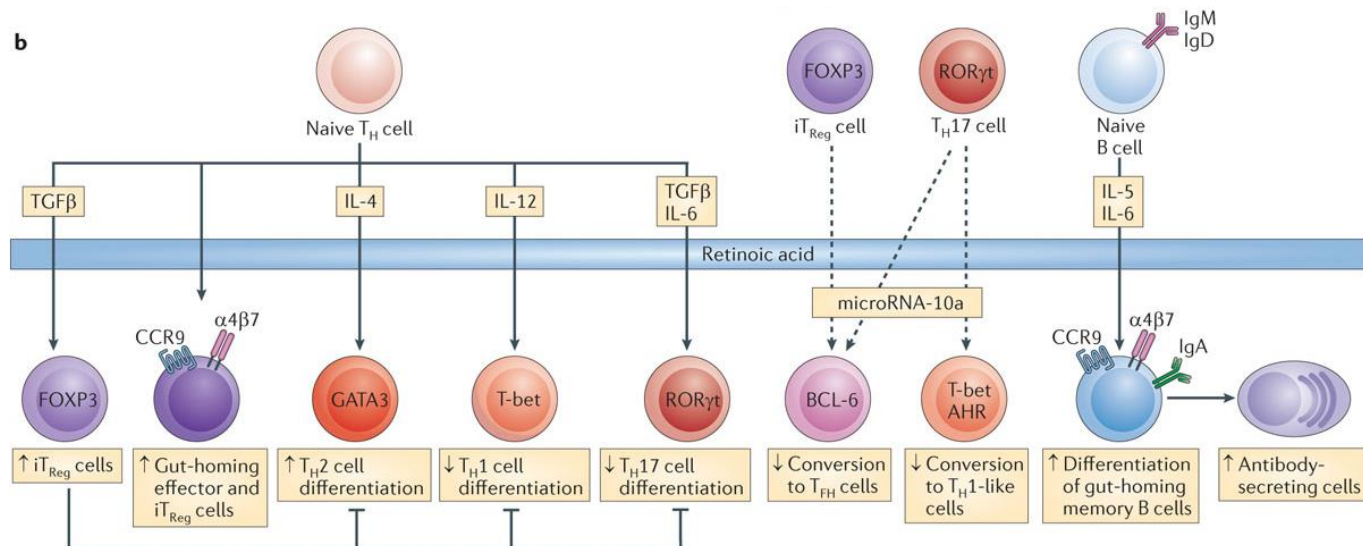 b
IgM
IgD
FOXP3
RORγt
Naive T_H cell
iT_Reg cell
T_H17 cell
Naive
B cell
TGFβ
IL-4
IL-12
TGFβ
IL-6
IL-5
IL-6
Retinoic acid
microRNA-10a
CCR9
α4β7
CCR9
α4β7
IgA
FOXP3
GATA3
T-bet
RORγt
BCL-6
T-bet
AHR
↑ iT_Reg cells
↑ Gut-homing
effector and
iT_Reg cells
↑ T_H2 cell
differentiation
↓ T_H1 cell
differentiation
↓ T_H17 cell
differentiation
↓ Conversion
to T_FH cells
↓ Conversion
to T_H1-like
cells
↑ Differentiation
of gut-homing
memory B cells
↑ Antibody-
secreting cells